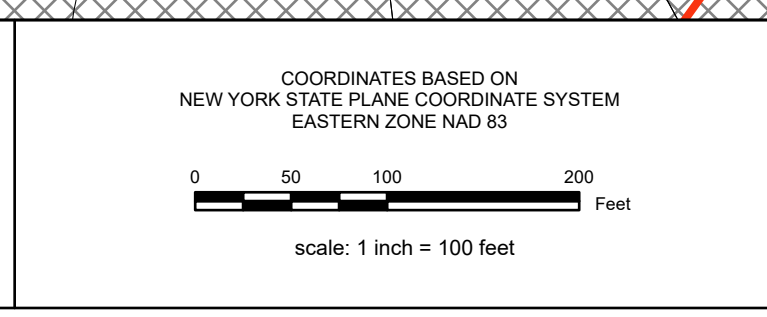 COORDINATES BASED ON
NEW YORK STATE PLANE COORDINATE SYSTEM
EASTERN ZONE NAD 83
0 50 100 200
Feet
scale: 1 inch = 100 feet